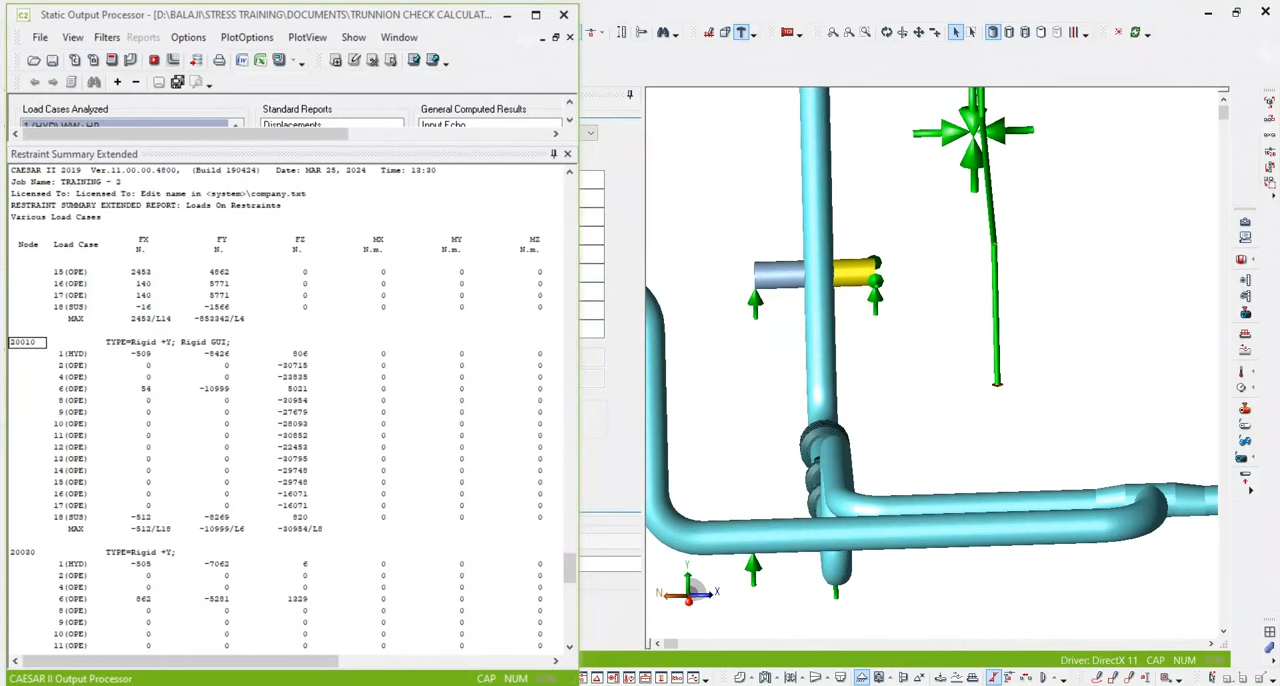 Static Output Processor - [D:\BALAJI\STRESS TRAINING\DOCUMENTS\TRUNNION CHECK CALCULAT...
File View Filters Reports Options PlotOptions PlotView Show Window
Load Cases Analyzed Standard Reports General Computed Results
1 (HYD) WW+HP Displacements Input Echo
Restraint Summary Extended
CAESAR II 2019 Ver.11.00.00.4800, (Build 190424) Date: MAR 25, 2024 Time: 13:30
Job Name: TRAINING - 2
Licensed To: Licensed To: Edit name in <system>\company.txt
RESTRAINT SUMMARY EXTENDED REPORT: Loads On Restraints
Various Load Cases
Node Load Case FX N. FY N. FZ N. MX N.m. MY N.m. MZ N.m.
15(OPE) 2453 4862 0 0 0 0
16(OPE) 140 5771 0 0 0 0
17(OPE) 140 5771 0 0 0 0
18(SUS) -16 -1566 0 0 0 0
MAX 2453/L14 -853342/L4
20010 TYPE=Rigid +Y; Rigid GUI;
1(HYD) -509 -8426 806 0 0 0
2(OPE) 0 0 -30715 0 0 0
4(OPE) 0 0 -23835 0 0 0
6(OPE) 54 -10999 5021 0 0 0
8(OPE) 0 0 -30954 0 0 0
9(OPE) 0 0 -27679 0 0 0
10(OPE) 0 0 -28093 0 0 0
11(OPE) 0 0 -30852 0 0 0
12(OPE) 0 0 -22453 0 0 0
13(OPE) 0 0 -30795 0 0 0
14(OPE) 0 0 -29748 0 0 0
15(OPE) 0 0 -29748 0 0 0
16(OPE) 0 0 -16071 0 0 0
17(OPE) 0 0 -16071 0 0 0
18(SUS) -512 -8269 820 0 0 0
MAX -512/L18 -10999/L6 -30954/L8
20030 TYPE=Rigid +Y;
1(HYD) -505 -7062 6 0 0 0
2(OPE) 0 0 0 0 0 0
4(OPE) 0 0 0 0 0 0
6(OPE) 862 -5281 1329 0 0 0
8(OPE) 0 0 0 0 0 0
9(OPE) 0 0 0 0 0 0
10(OPE) 0 0 0 0 0 0
11(OPE) 0 0 0 0 0 0
CAESAR II Output Processor CAP NUM
Y
N X
Driver: DirectX 11 CAP NUM